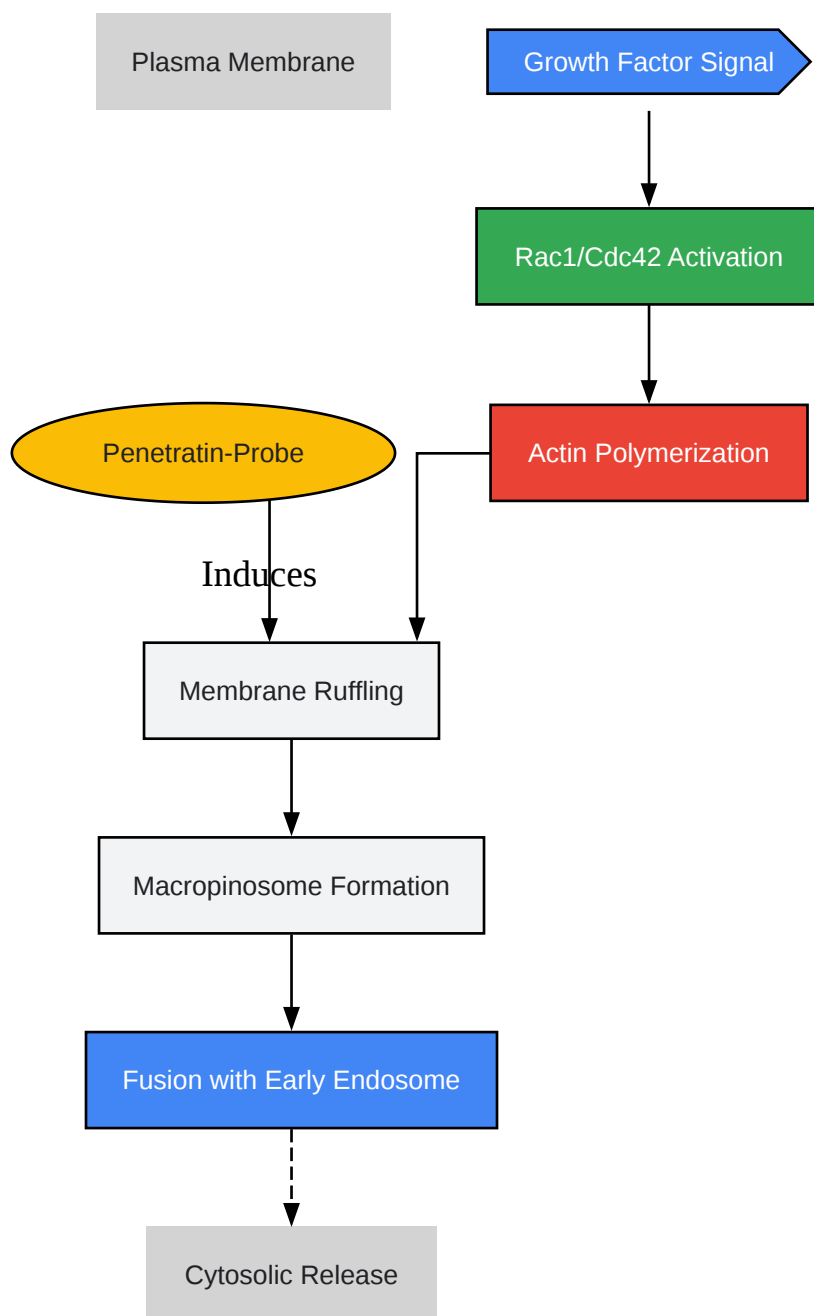 Plasma Membrane
Growth Factor Signal
Rac1/Cdc42 Activation
Penetratin-Probe
Actin Polymerization
Induces
Membrane Ruffling
Macropinosome Formation
Fusion with Early Endosome
Cytosolic Release